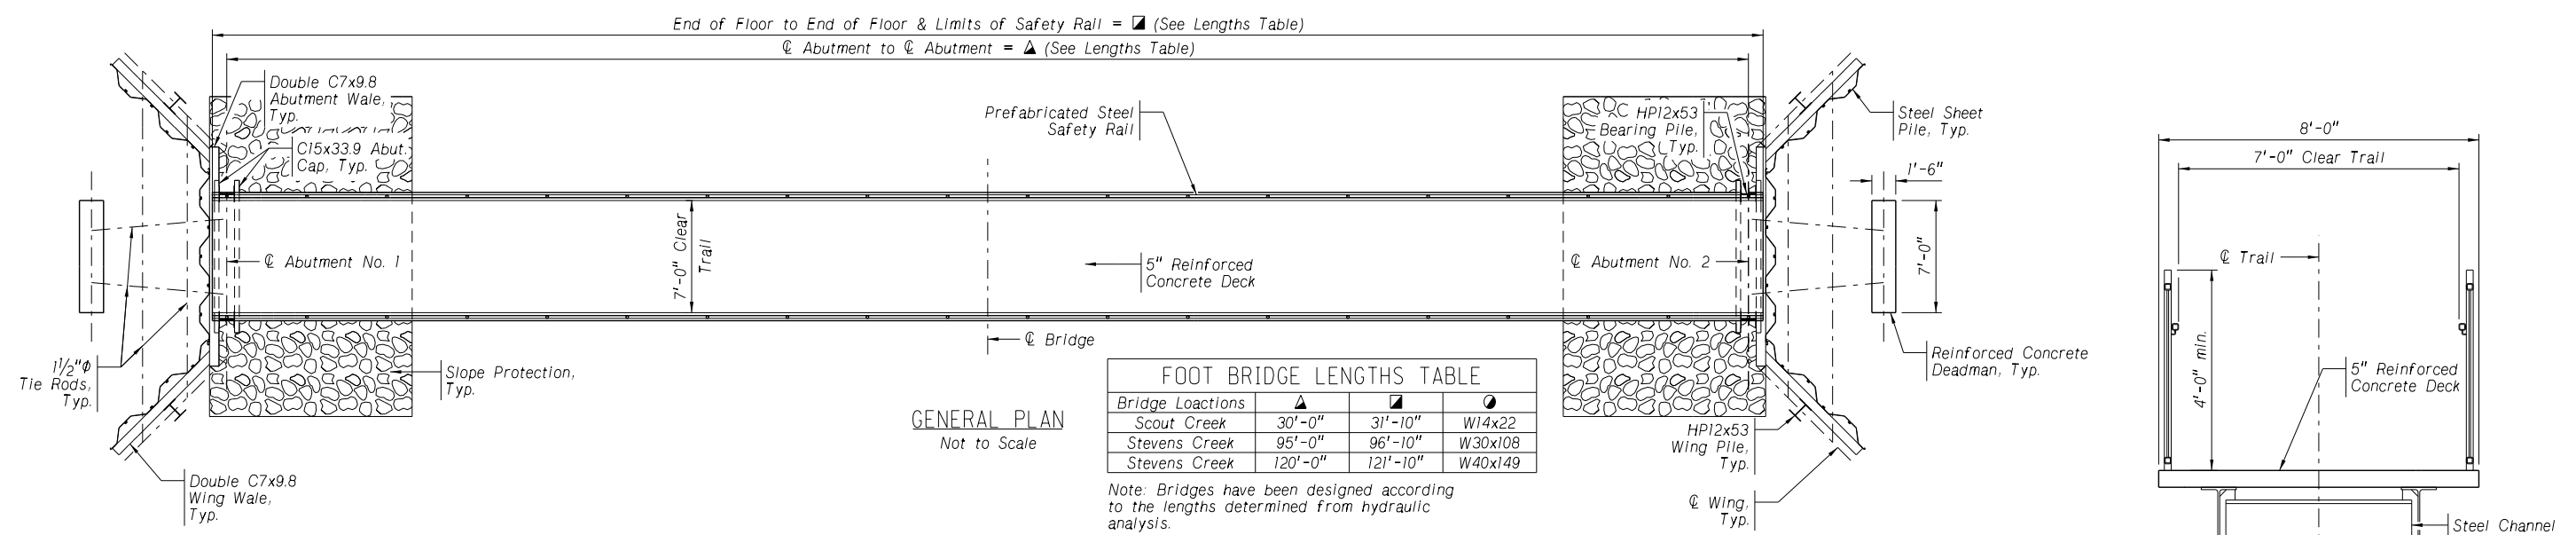 End of Floor to End of Floor & Limits of Safety Rail = ◪ (See Lengths Table)
℄ Abutment to ℄ Abutment = ◭ (See Lengths Table)
Double C7x9.8
Abutment Wale,
Typ.
C15x33.9 Abut.
Cap, Typ.
Prefabricated Steel
Safety Rail
HP12x53
Bearing Pile,
Typ.
Steel Sheet
Pile, Typ.
1'-6"
7'-0"
℄ Abutment No. 1
7'-0" Clear
Trail
5" Reinforced
Concrete Deck
℄ Abutment No. 2
℄ Bridge
1½"φ
Tie Rods,
Typ.
Slope Protection,
Typ.
Reinforced Concrete
Deadman, Typ.
Double C7x9.8
Wing Wale,
Typ.
GENERAL PLAN
Not to Scale
FOOT BRIDGE LENGTHS TABLE
Bridge Loactions ◭ ◪ ◕
Scout Creek 30'-0" 31'-10" W14x22
Stevens Creek 95'-0" 96'-10" W30x108
Stevens Creek 120'-0" 121'-10" W40x149
Note: Bridges have been designed according
to the lengths determined from hydraulic
analysis.
HP12x53
Wing Pile,
Typ.
℄ Wing,
Typ.
8'-0"
7'-0" Clear Trail
℄ Trail
4'-0" min.
5" Reinforced
Concrete Deck
Steel Channel